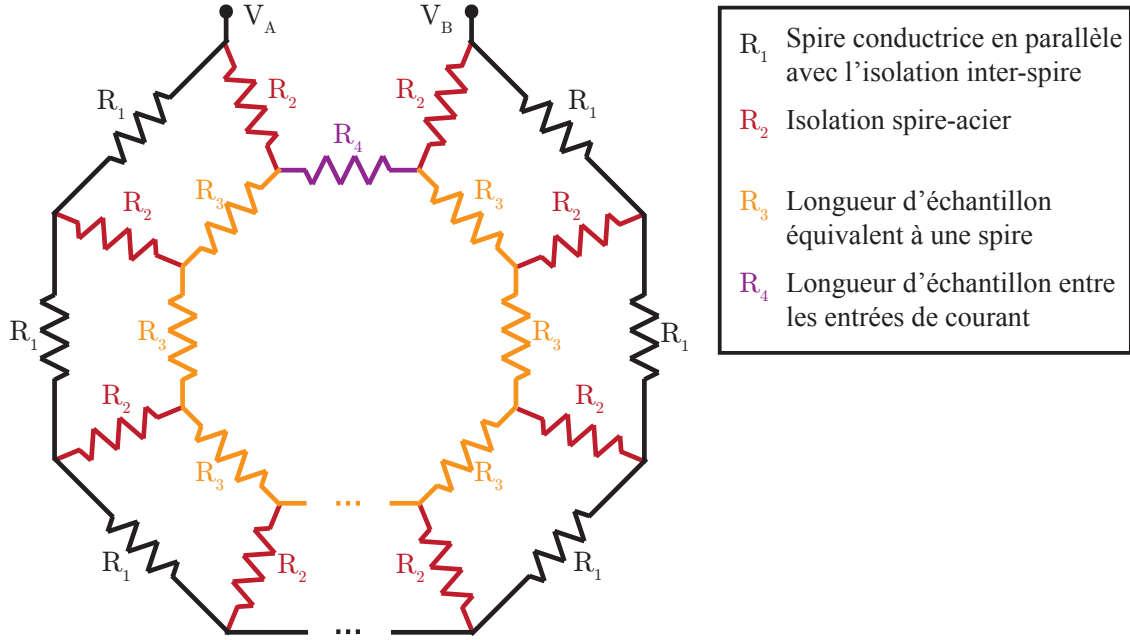 V_A
V_B
R_1
R_2
R_2
R_1
R_4
R_3
R_3
R_2
R_2
R_1
R_3
R_3
R_1
R_2
R_2
R_3
R_3
R_1
R_2
R_2
R_1
...
...
R_1 Spire conductrice en parallèle
avec l'isolation inter-spire
R_2 Isolation spire-acier
R_3 Longueur d'échantillon
équivalent à une spire
R_4 Longueur d'échantillon entre
les entrées de courant